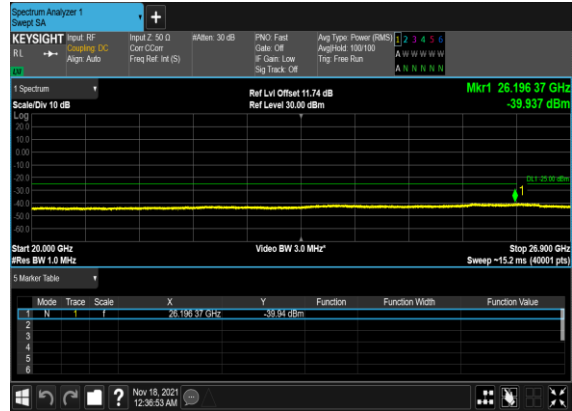 Spectrum Analyzer 1
Swept SA
+
KEYSIGHT Input: RF Input Z: 50 Ω #Atten: 30 dB PNO: Fast Avg Type: Power (RMS) 1 2 3 4 5 6
RL Coupling: DC Corr CCorr Gate: Off Avg|Hold: 100/100 A W W W W W
Align: Auto Freq Ref: Int (S) IF Gain: Low Trig: Free Run
Sig Track: Off A N N N N N
1 Spectrum
Ref Lvl Offset 11.74 dB Mkr1 26.196 37 GHz
Scale/Div 10 dB Ref Level 30.00 dBm -39.937 dBm
Log
20.0
10.0
0.00
-10.0
-20.0
DL1 -25.00 dBm
-30.0
1
-40.0
-50.0
-60.0
Start 20.000 GHz Video BW 3.0 MHz* Stop 26.900 GHz
#Res BW 1.0 MHz Sweep ~15.2 ms (40001 pts)
5 Marker Table
Mode Trace Scale X Y Function Function Width Function Value
1 N 1 f 26.196 37 GHz -39.94 dBm
2
3
4
5
6
? Nov 18, 2021
12:36:53 AM